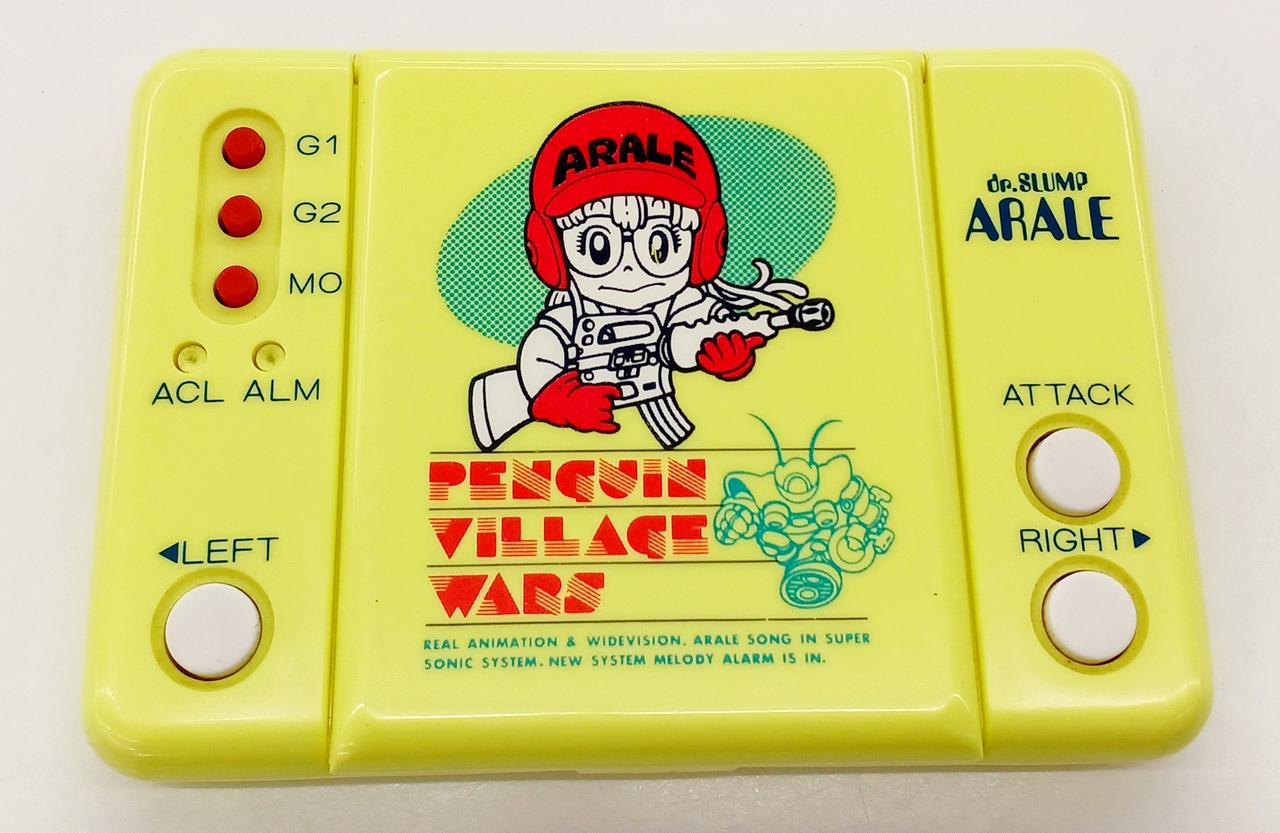 G1
G2
MO
ACL ALM
◀LEFT
ARALE
PENGUIN
VILLAGE
WARS
REAL ANIMATION & WIDEVISION. ARALE SONG IN SUPER
SONIC SYSTEM. NEW SYSTEM MELODY ALARM IS IN.
dr.SLUMP
ARALE
ATTACK
RIGHT▶